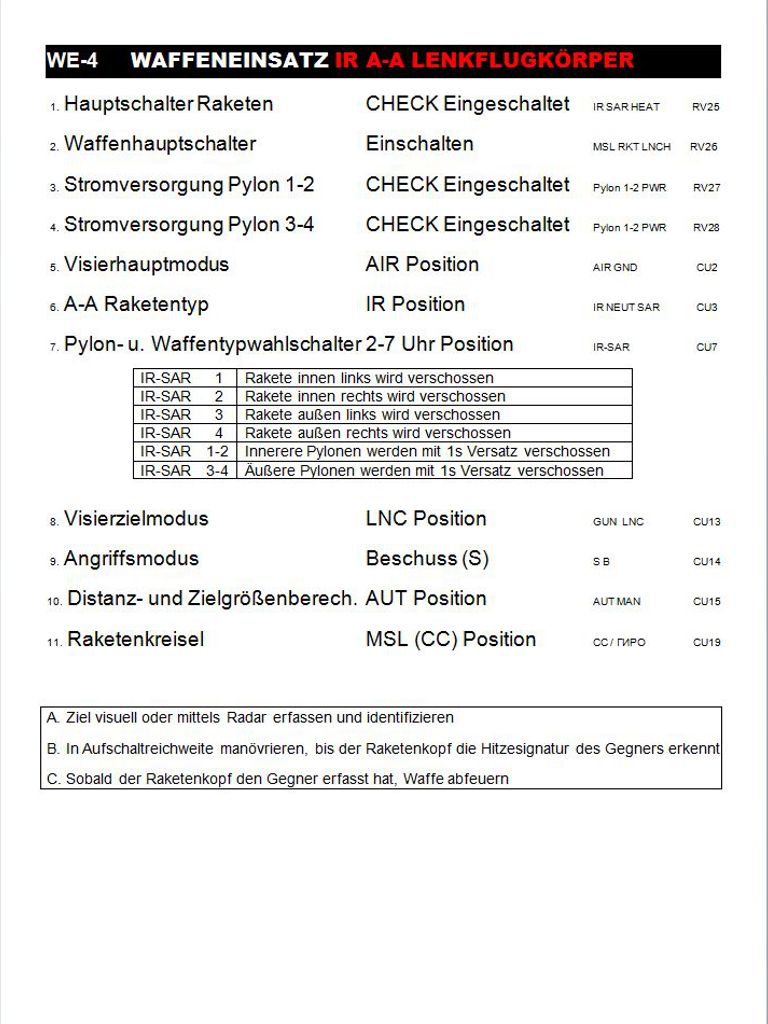 WE-4 WAFFENEINSATZ IR A-A LENKFLUGKÖRPER
1. Hauptschalter Raketen CHECK Eingeschaltet IR SAR HEAT RV25
2. Waffenhauptschalter Einschalten MSL RKT LNCH RV26
3. Stromversorgung Pylon 1-2 CHECK Eingeschaltet Pylon 1-2 PWR RV27
4. Stromversorgung Pylon 3-4 CHECK Eingeschaltet Pylon 1-2 PWR RV28
5. Visierhauptmodus AIR Position AIR GND CU2
6. A-A Raketentyp IR Position IR NEUT SAR CU3
7. Pylon- u. Waffentypwahlschalter 2-7 Uhr Position IR-SAR CU7
IR-SAR 1 Rakete innen links wird verschossen
IR-SAR 2 Rakete innen rechts wird verschossen
IR-SAR 3 Rakete außen links wird verschossen
IR-SAR 4 Rakete außen rechts wird verschossen
IR-SAR 1-2 Innerere Pylonen werden mit 1s Versatz verschossen
IR-SAR 3-4 Äußere Pylonen werden mit 1s Versatz verschossen
8. Visierzielmodus LNC Position GUN LNC CU13
9. Angriffsmodus Beschuss (S) S B CU14
10. Distanz- und Zielgrößenberech. AUT Position AUT MAN CU15
11. Raketenkreisel MSL (CC) Position CC / ГИРО CU19
A. Ziel visuell oder mittels Radar erfassen und identifizieren
B. In Aufschaltreichweite manövrieren, bis der Raketenkopf die Hitzesignatur des Gegners erkennt
C. Sobald der Raketenkopf den Gegner erfasst hat, Waffe abfeuern